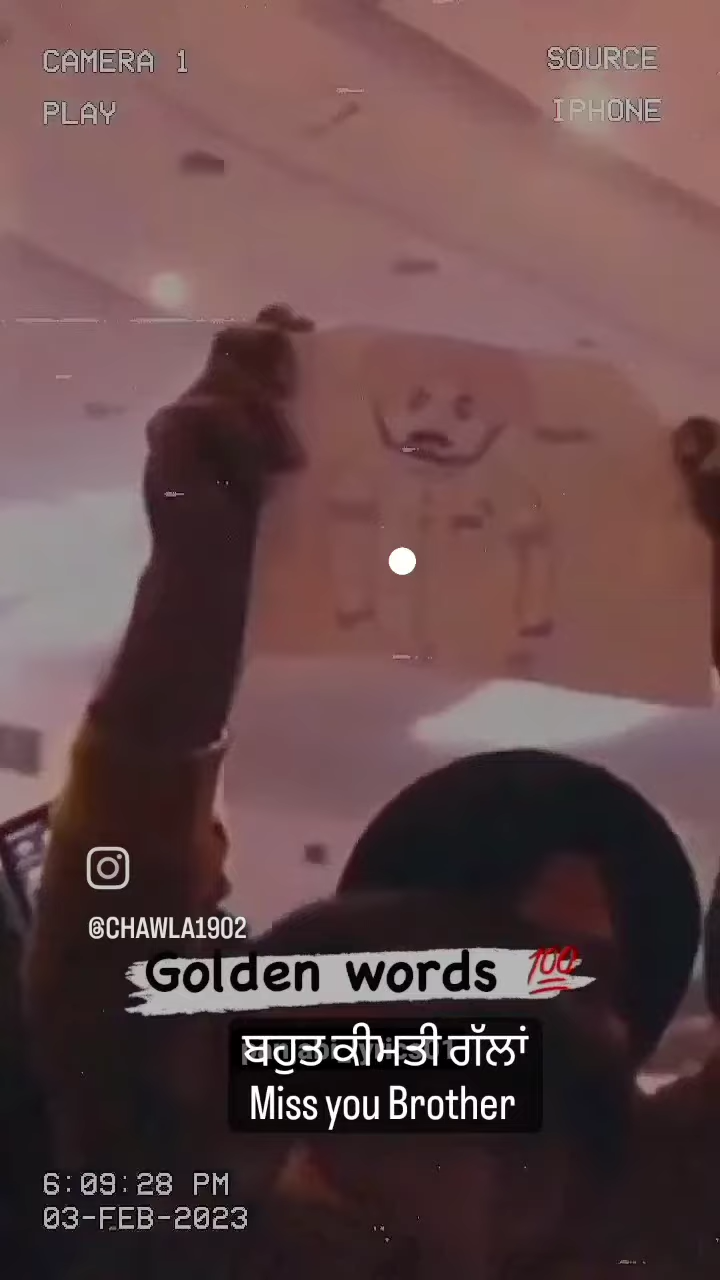 CAMERA 1
SOURCE
PLAY
IPHONE
@CHAWLA1902
Golden words 💯
ਬਹੁਤ ਕੀਮਤੀ ਗੱਲਾਂ
Miss you Brother
6:09:28 PM
03-FEB-2023